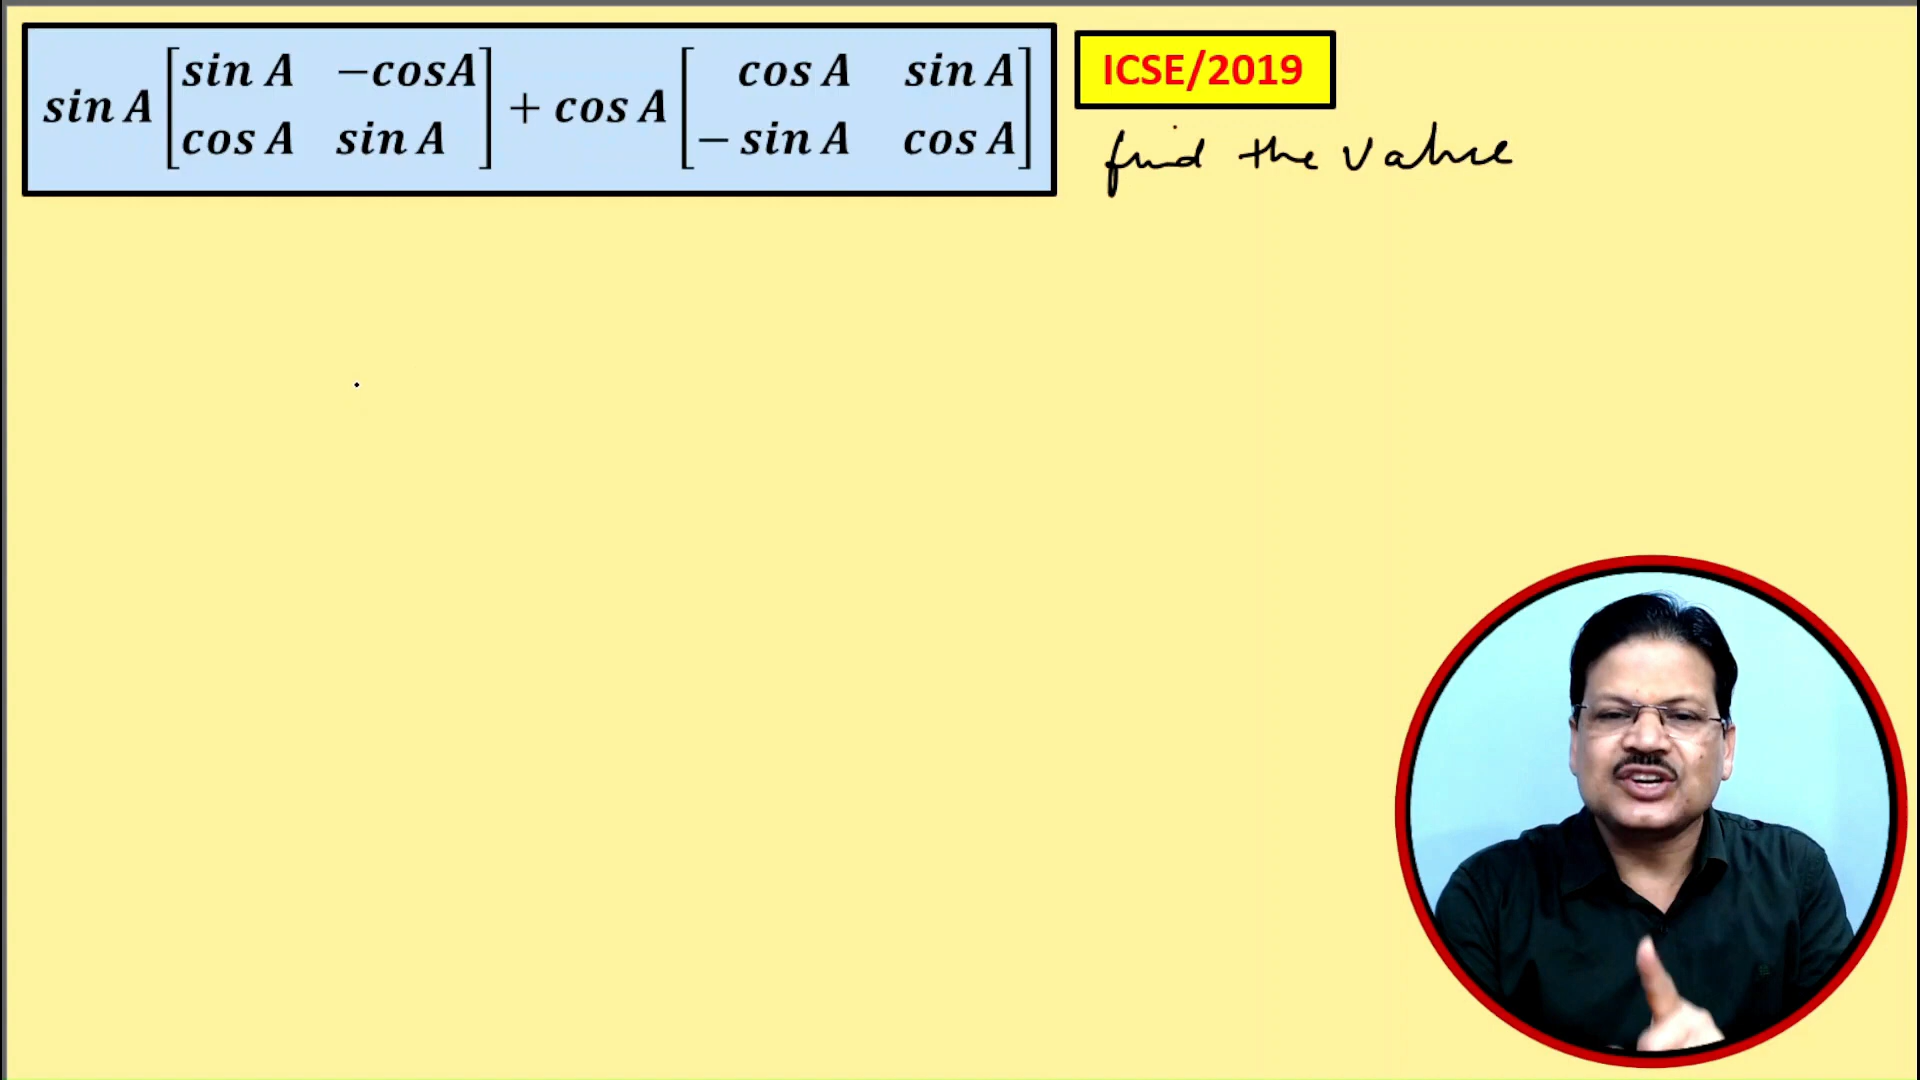 sin A [sin A −cosA
cos A sin A] + cos A [cos A sin A
− sin A cos A]
ICSE/2019
find the value